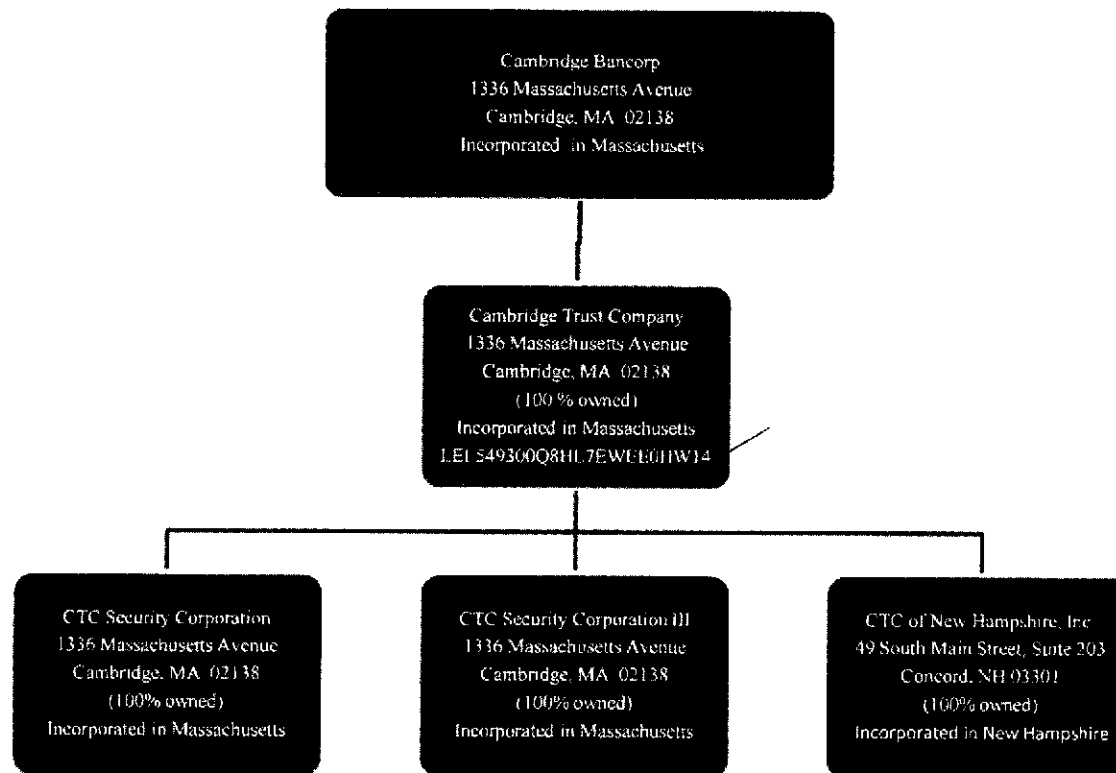 Cambridge Bancorp
1336 Massachusetts Avenue
Cambridge, MA 02138
Incorporated in Massachusetts
Cambridge Trust Company
1336 Massachusetts Avenue
Cambridge, MA 02138
(100 % owned)
Incorporated in Massachusetts
LEI 549300Q8HL7EWEE0HW14
CTC Security Corporation
1336 Massachusetts Avenue
Cambridge, MA 02138
(100% owned)
Incorporated in Massachusetts
CTC Security Corporation III
1336 Massachusetts Avenue
Cambridge, MA 02138
(100% owned)
Incorporated in Massachusetts
CTC of New Hampshire, Inc
49 South Main Street, Suite 203
Concord, NH 03301
(100% owned)
Incorporated in New Hampshire